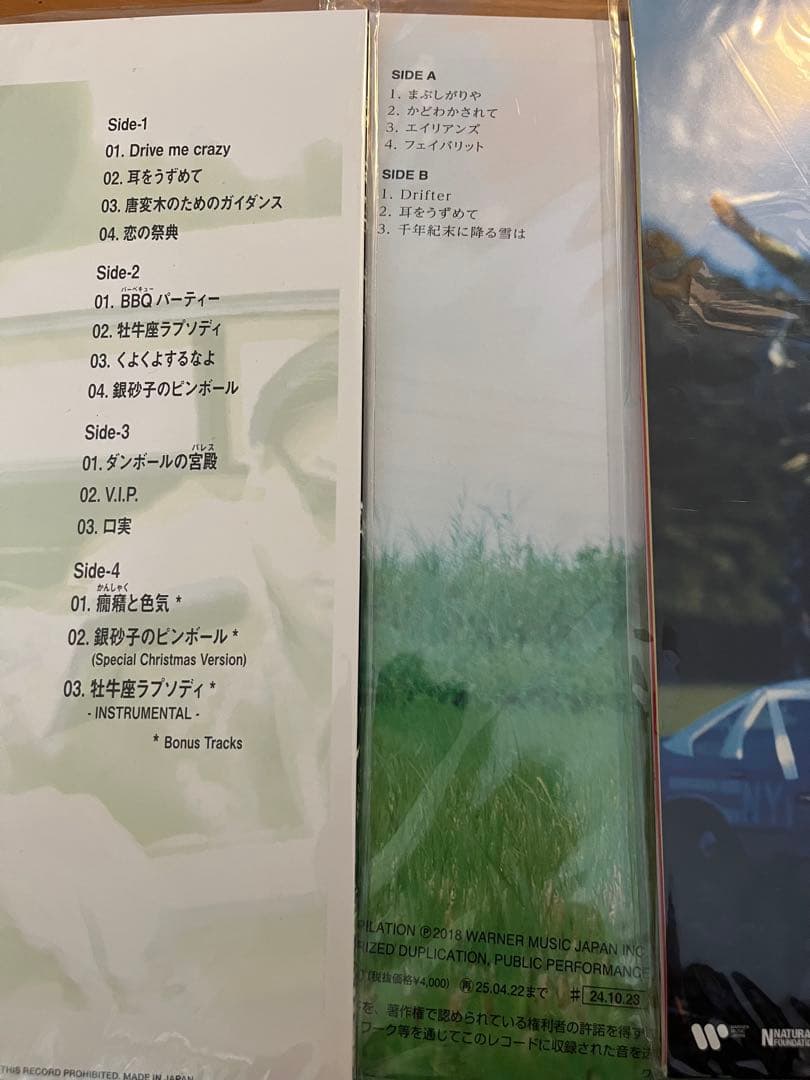 Side-1
01. Drive me crazy
02. 耳をうずめて
03. 唐変木のためのガイダンス
04. 恋の祭典
Side-2
バーベキュー
01. BBQ パーティー
02. 牡牛座ラプソディ
03. くよくよするなよ
04. 銀砂子のピンボール
Side-3
パレス
01. ダンボールの宮殿
02. V.I.P.
03. 口実
Side-4
かんしゃく
01. 癇癪と色気 *
02. 銀砂子のピンボール *
(Special Christmas Version)
03. 牡牛座ラプソディ *
- INSTRUMENTAL -
* Bonus Tracks
THIS RECORD PROHIBITED. MADE IN JAPAN
SIDE A
1. まぶしがりや
2. かどわかされて
3. エイリアンズ
4. フェイバリット
SIDE B
1. Drifter
2. 耳をうずめて
3. 千年紀末に降る雪は
PILATION ℗2018 WARNER MUSIC JAPAN INC
RIZED DUPLICATION, PUBLIC PERFORMANCE
(税抜価格¥4,000) 再 25.04.22まで # 24.10.23
を、著作権で認められている権利者の許諾を得ず
ワーク等を通じてこのレコードに収録された音を送
NY
WARNER MUSIC JAPAN
NATURAL FOUNDATION